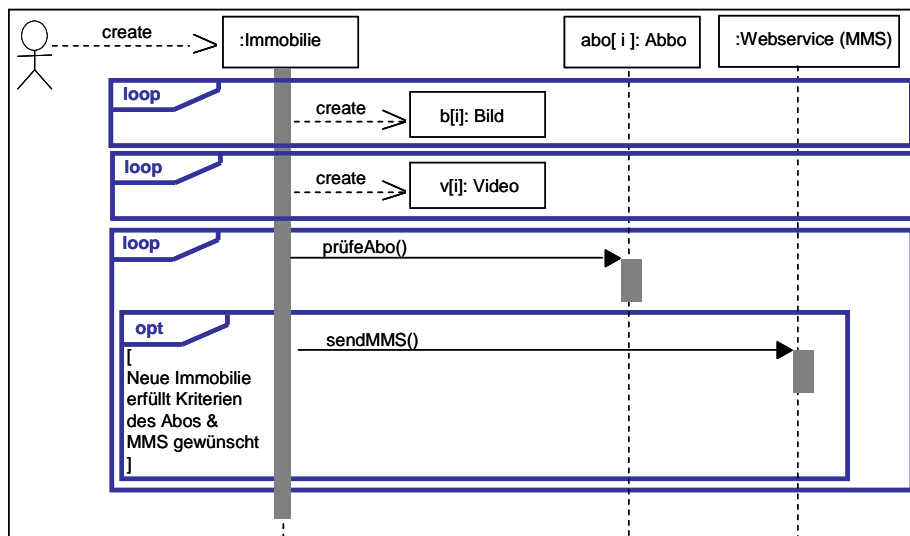 create
:Immobilie
abo[ i ]: Abbo
:Webservice (MMS)
loop
create
b[i]: Bild
loop
create
v[i]: Video
loop
prüfeAbo()
opt
sendMMS()
[
Neue Immobilie
erfüllt Kriterien
des Abos &
MMS gewünscht
]